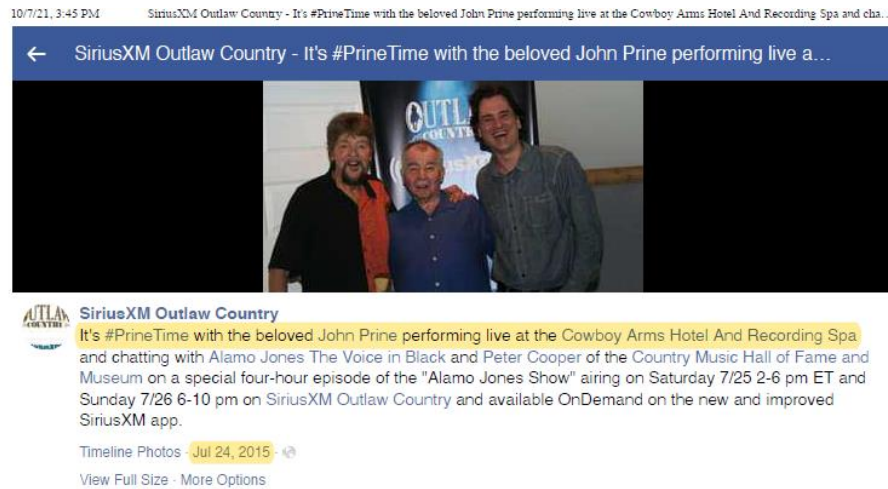 10/7/21, 3:45 PM SiriusXM Outlaw Country - It's #PrineTime with the beloved John Prine performing live at the Cowboy Arms Hotel And Recording Spa and cha...
← SiriusXM Outlaw Country - It's #PrineTime with the beloved John Prine performing live a...
OUTL
COUNT
OUTLAW
COUNTRY
SiriusXM Outlaw Country
It's #PrineTime with the beloved John Prine performing live at the Cowboy Arms Hotel And Recording Spa
and chatting with Alamo Jones The Voice in Black and Peter Cooper of the Country Music Hall of Fame and
Museum on a special four-hour episode of the "Alamo Jones Show" airing on Saturday 7/25 2-6 pm ET and
Sunday 7/26 6-10 pm on SiriusXM Outlaw Country and available OnDemand on the new and improved
SiriusXM app.
Timeline Photos · Jul 24, 2015 ·
View Full Size · More Options